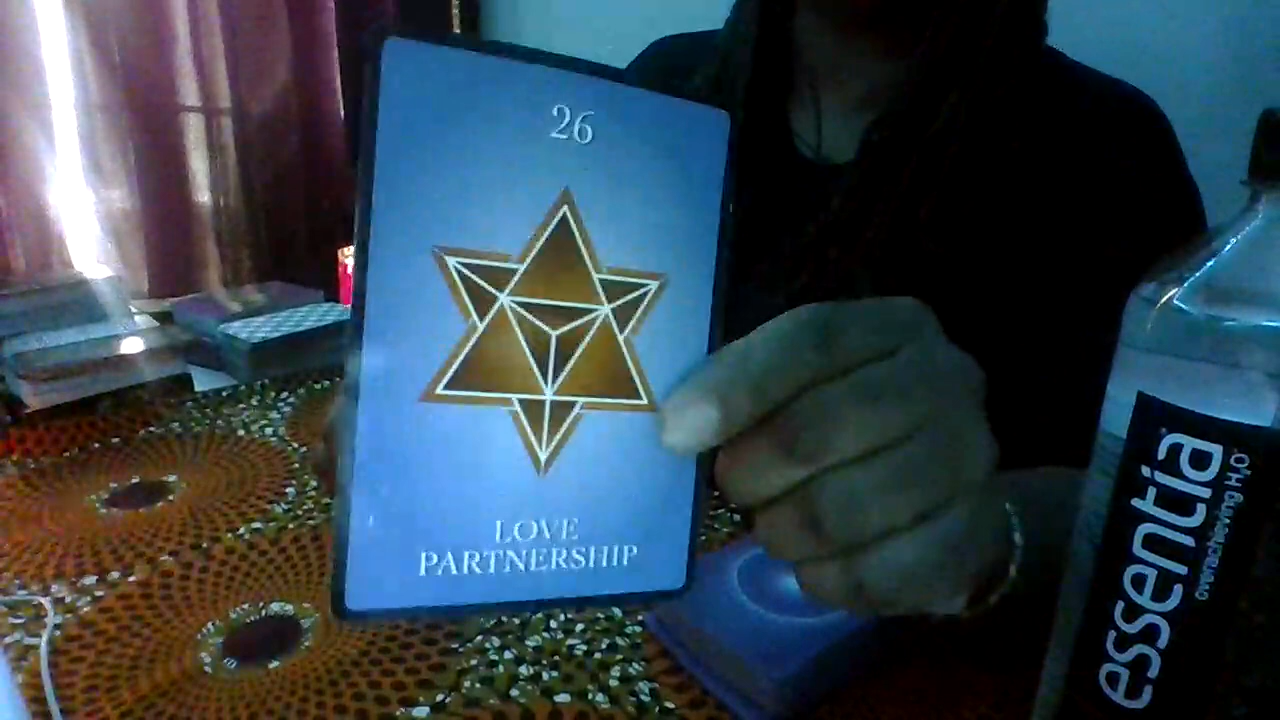 26
LOVE
PARTNERSHIP
essentia
overachieving H₂O